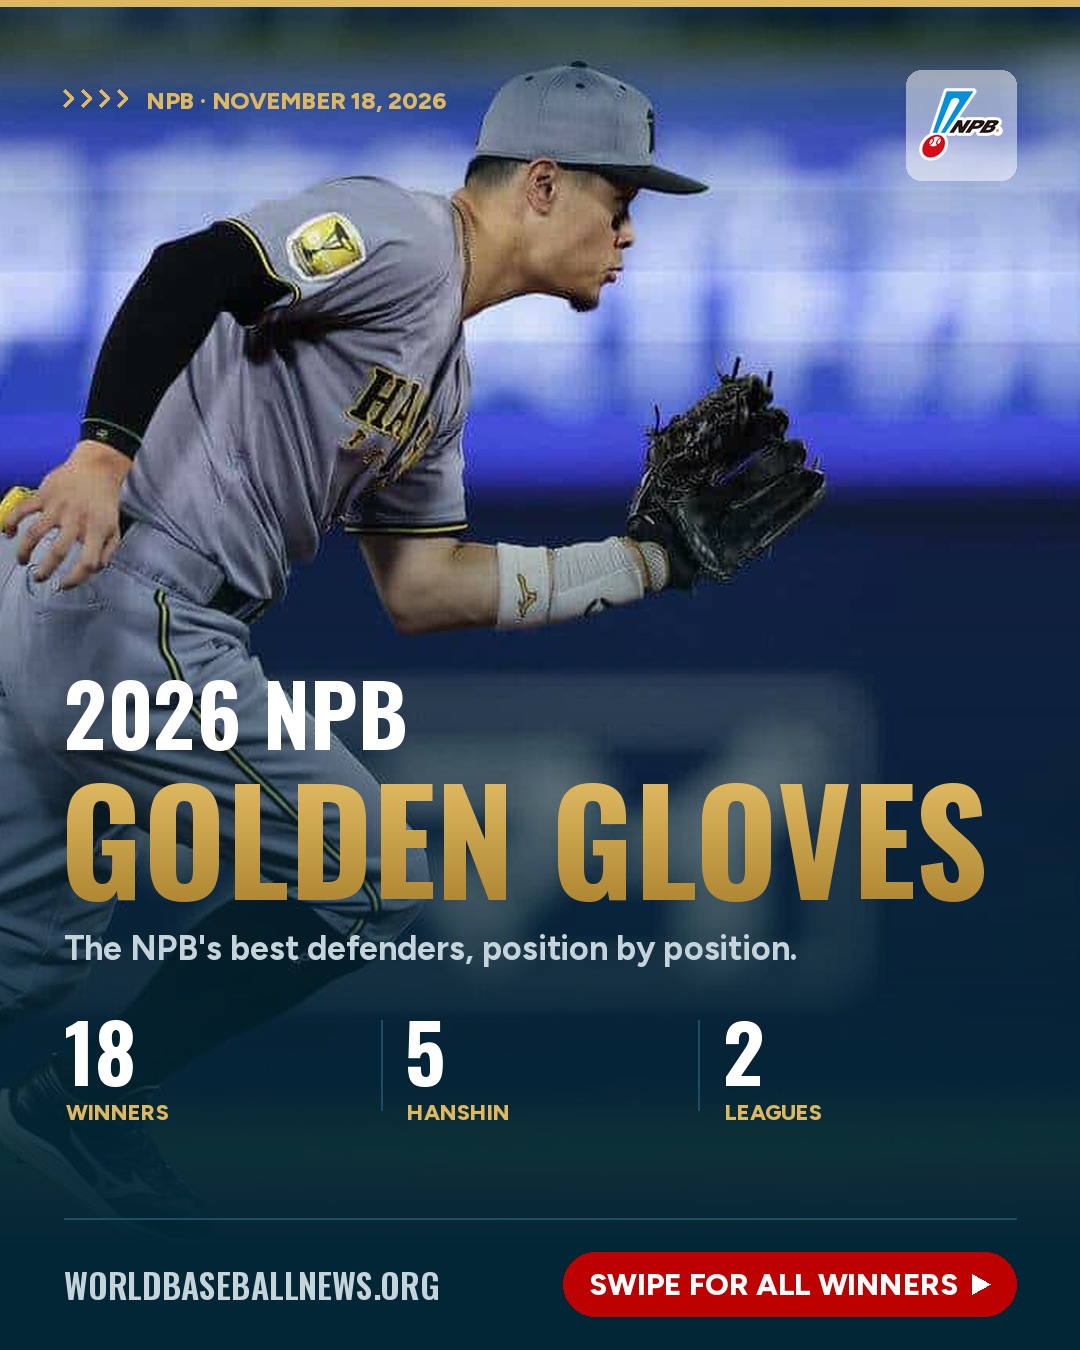 NPB · NOVEMBER 18, 2026
NPB
HAN
2026 NPB
GOLDEN GLOVES
The NPB's best defenders, position by position.
18
WINNERS
5
HANSHIN
2
LEAGUES
WORLDBASEBALLNEWS.ORG
SWIPE FOR ALL WINNERS